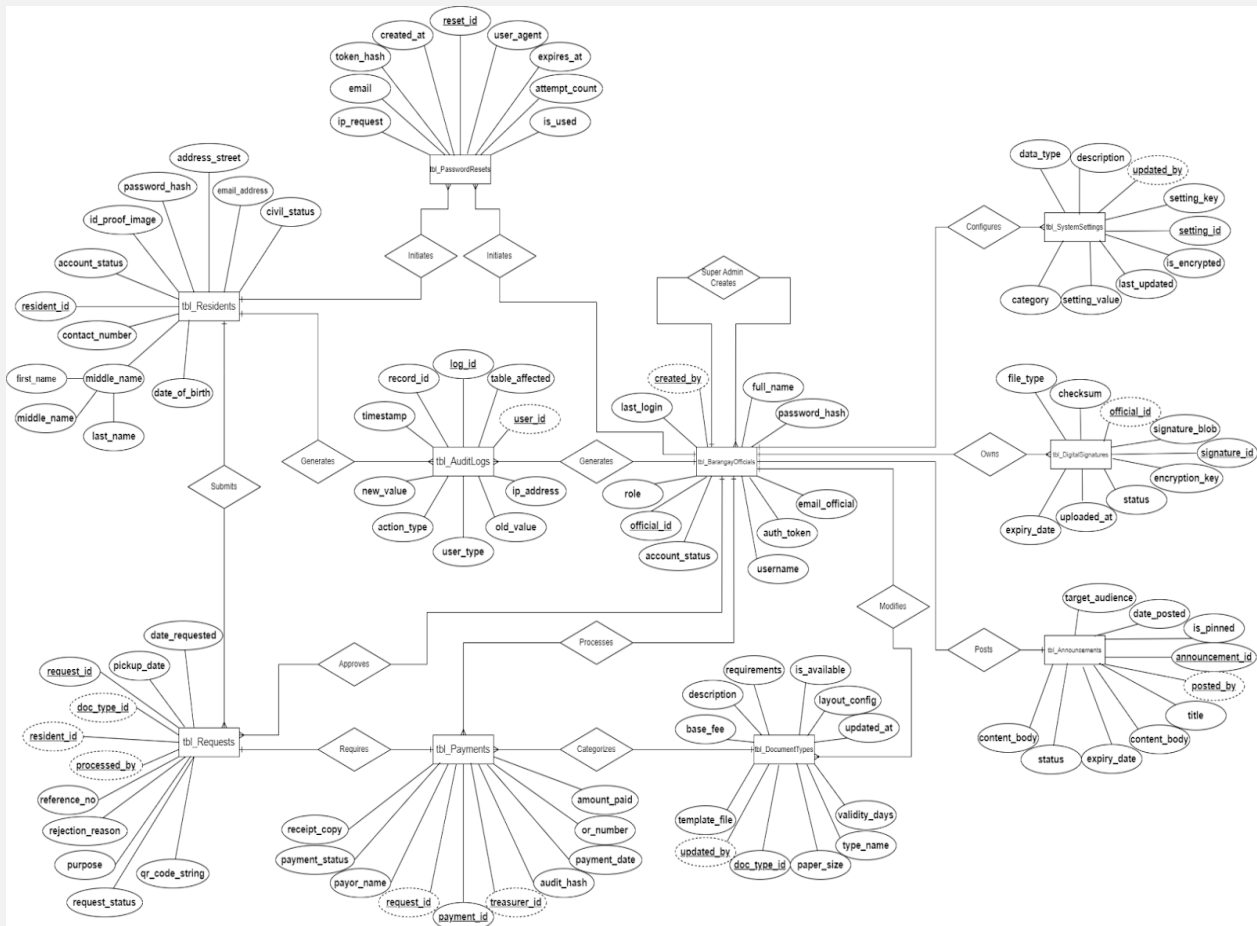 reset_id
created_at
user_agent
token_hash
expires_at
email
attempt_count
ip_request
is_used
tbl_PasswordResets
Initiates
Initiates
address_street
password_hash
email_address
id_proof_image
civil_status
account_status
resident_id
tbl_Residents
contact_number
first_name
middle_name
date_of_birth
middle_name
last_name
Submits
Generates
log_id
record_id
table_affected
timestamp
user_id
tbl_AuditLogs
new_value
ip_address
action_type
old_value
user_type
Generates
Super Admin
Creates
created_by
full_name
last_login
password_hash
tbl_BarangayOfficials
role
email_official
official_id
auth_token
account_status
username
Configures
data_type
description
updated_by
setting_key
tbl_SystemSettings
setting_id
is_encrypted
last_updated
category
setting_value
Owns
file_type
checksum
official_id
signature_blob
tbl_DigitalSignatures
signature_id
encryption_key
status
expiry_date
uploaded_at
Modifies
Posts
target_audience
date_posted
is_pinned
tbl_Announcements
announcement_id
posted_by
title
content_body
content_body
status
expiry_date
Approves
Processes
date_requested
pickup_date
request_id
doc_type_id
resident_id
tbl_Requests
processed_by
reference_no
rejection_reason
purpose
qr_code_string
request_status
Requires
tbl_Payments
amount_paid
receipt_copy
or_number
payment_status
payment_date
payor_name
audit_hash
request_id
treasurer_id
payment_id
Categorizes
requirements
is_available
description
layout_config
base_fee
updated_at
tbl_DocumentTypes
template_file
validity_days
updated_by
type_name
doc_type_id
paper_size